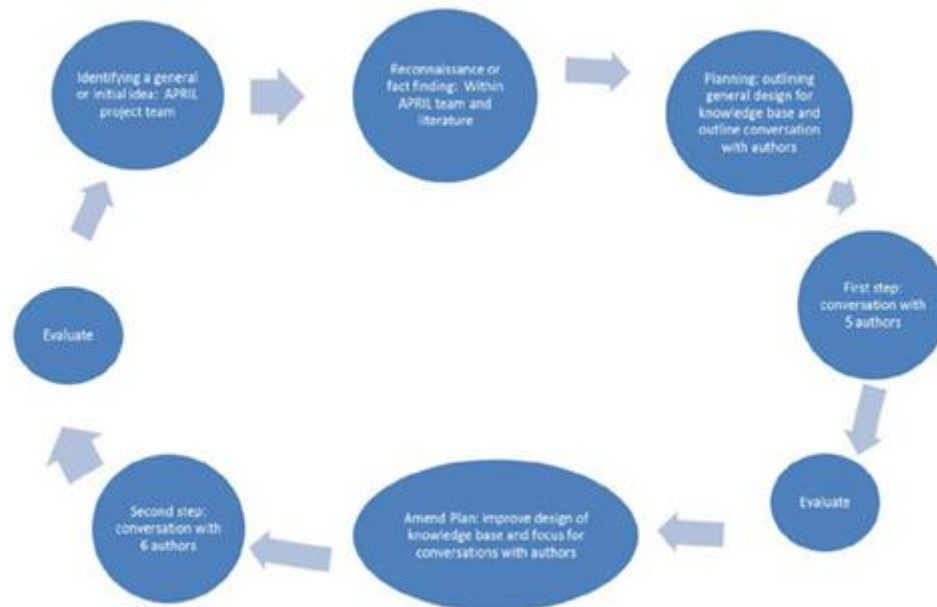 Identifying a general
or initial idea: APRIL
project team
Reconnaissance or
fact finding: Within
APRIL team and
literature
Planning: outlining
general design for
knowledge base and
outline conversation
with authors
First step:
conversation with
5 authors
Evaluate
Amend Plan: improve design of
knowledge base and focus for
conversations with authors
Second step:
conversation with
6 authors
Evaluate